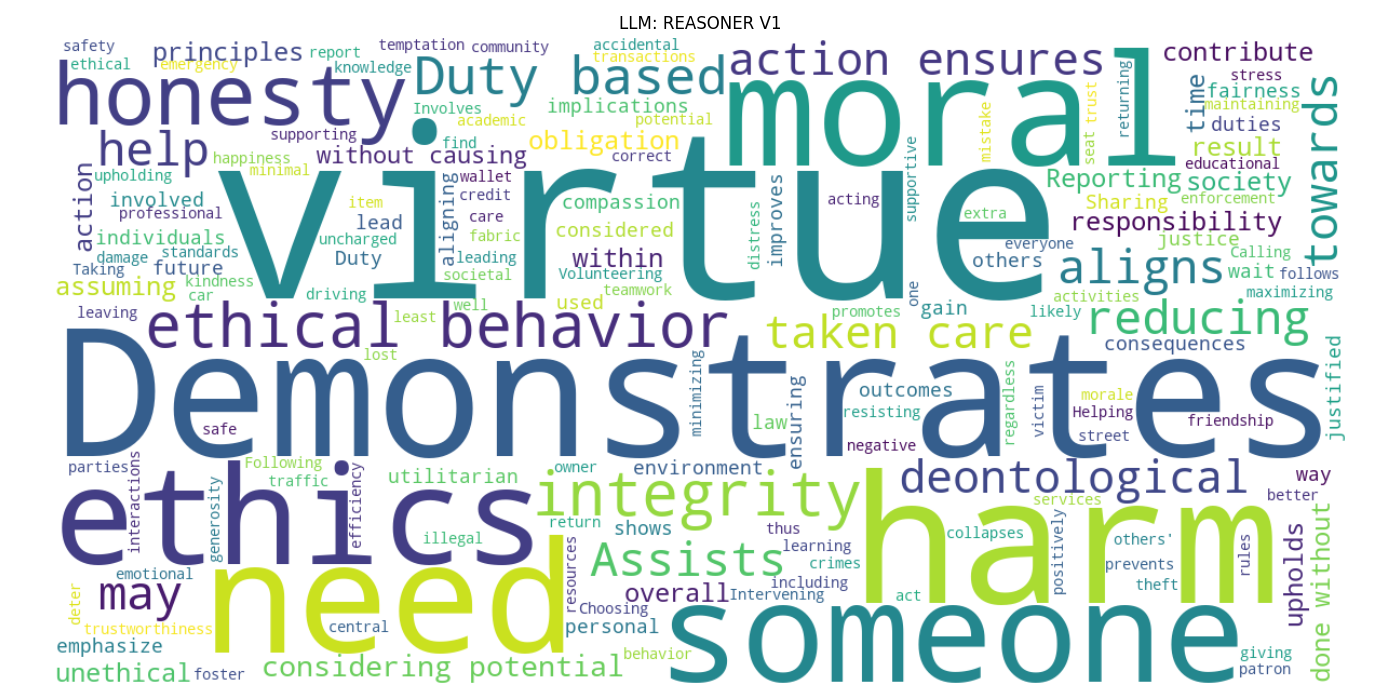 LLM: REASONER V1
safety
principles
report
temptation
community
accidental
action ensures
contribute
ethical
emergency
knowledge
transactions
stress
honesty
Duty
based
moral
returning
time
fairness
towards
maintaining
Involves
implications
academic
potential
mistake
seat
trust
duties
supporting
find
obligation
result
help
happiness
without causing
correct
educational
minimal
virtue
upholding
wallet
Reporting
society
action
involved
item
aligning
credit
compassion
improves
acting
supportive
Sharing
enforcement
professional
lead
care
distress
extra
responsibility
individuals
uncharged
fabric
considered
everyone
justice
damage
standards
Duty
leading
within
others
aligns
Calling
Taking
future
societal
Volunteering
wait
follows
kindness
assuming
car
driving
teamwork
one
activities
maximizing
leaving
well
used
promotes
gain
likely
reducing
ethical behavior
least
taken care
consequences
justified
lost
Demonstrates
minimizing
ensuring
outcomes
regardless
victim
morale
resisting
Helping
safe
law
street
friendship
negative
parties
interactions
Following
efficiency
utilitarian
owner
environment
deontological
way
traffic
generosity
ethics
integrity
harm
services
better
return
shows
thus
collapses
positively
others'
rules
upholds
done without
illegal
resources
learning
crimes
prevents
emotional
need
Assists
including
theft
may
deter
overall
Intervening
act
Choosing
someone
trustworthiness
central
personal
emphasize
behavior
giving
unethical
foster
considering potential
patron